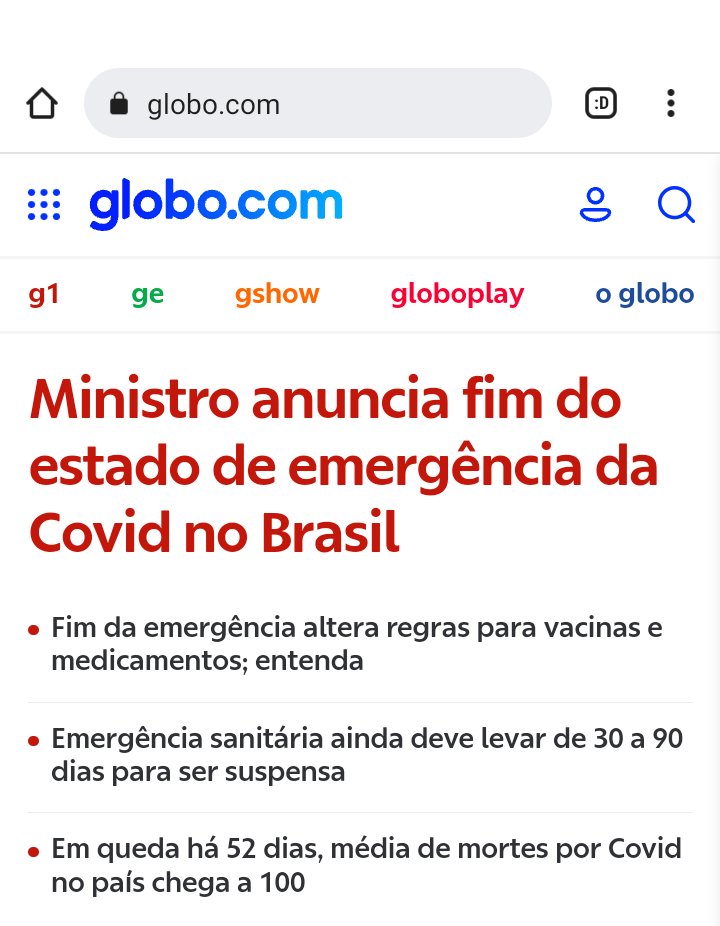 globo.com
:D
globo.com
g1 ge gshow globoplay o globo
Ministro anuncia fim do
estado de emergência da
Covid no Brasil
Fim da emergência altera regras para vacinas e
medicamentos; entenda
Emergência sanitária ainda deve levar de 30 a 90
dias para ser suspensa
Em queda há 52 dias, média de mortes por Covid
no país chega a 100